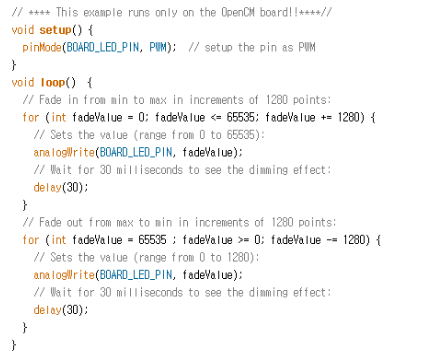 // **** This example runs only on the OpenCM board!!****//
void setup() {
  pinMode(BOARD_LED_PIN, PWM);  // setup the pin as PWM
}
void loop()  {
  // Fade in from min to max in increments of 1280 points:
  for (int fadeValue = 0; fadeValue <= 65535; fadeValue += 1280) {
    // Sets the value (range from 0 to 65535):
    analogWrite(BOARD_LED_PIN, fadeValue);
    // Wait for 30 milliseconds to see the dimming effect:
    delay(30);
  }
  // Fade out from max to min in increments of 1280 points:
  for (int fadeValue = 65535 ; fadeValue >= 0; fadeValue -= 1280) {
    // Sets the value (range from 0 to 1280):
    analogWrite(BOARD_LED_PIN, fadeValue);
    // Wait for 30 milliseconds to see the dimming effect:
    delay(30);
  }
}